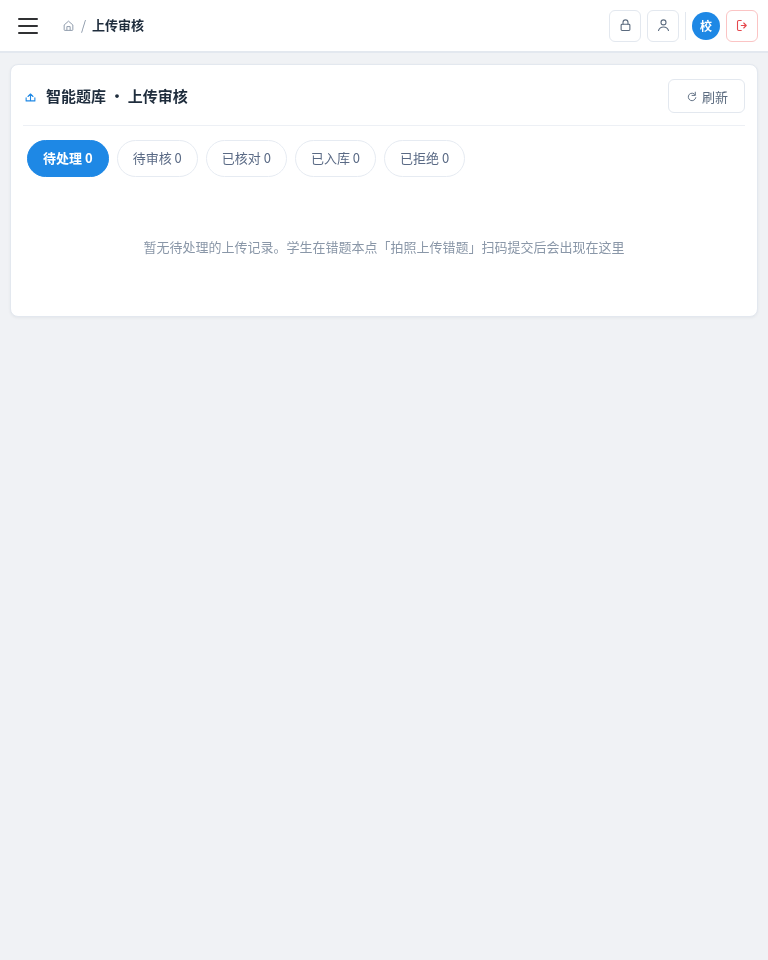 / 上传审核
校
智能题库 · 上传审核
刷新
待处理 0
待审核 0
已核对 0
已入库 0
已拒绝 0
暂无待处理的上传记录。学生在错题本点「拍照上传错题」扫码提交后会出现在这里